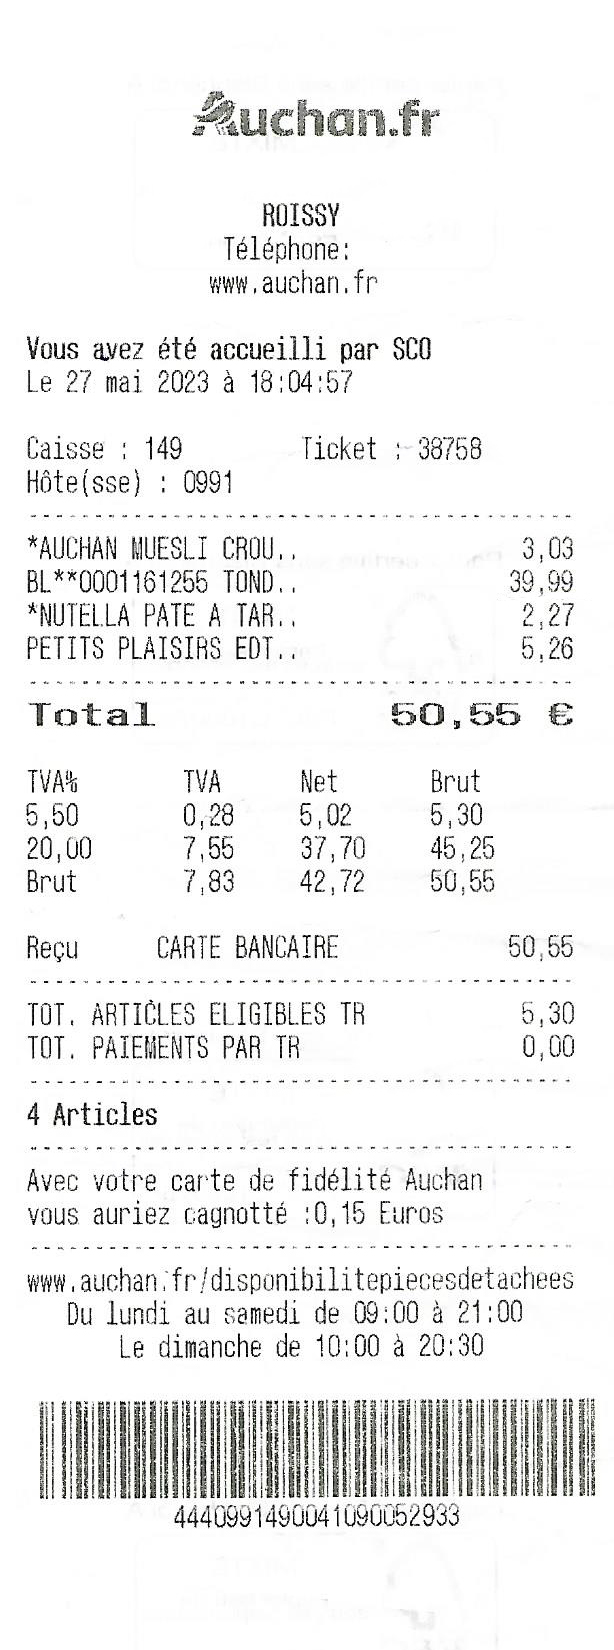 Auchan.fr
ROISSY
Téléphone:
www.auchan.fr
Vous avez été accueilli par SCO
Le 27 mai 2023 à 18:04:57
Caisse : 149 Ticket : 38758
Hôte(sse) : 0991
*AUCHAN MUESLI CROU.. 3,03
BL**0001161255 TOND.. 39,99
*NUTELLA PATE A TAR.. 2,27
PETITS PLAISIRS EDT.. 5,26
Total 50,55 €
TVA% TVA Net Brut
5,50 0,28 5,02 5,30
20,00 7,55 37,70 45,25
Brut 7,83 42,72 50,55
Reçu CARTE BANCAIRE 50,55
TOT. ARTICLES ELIGIBLES TR 5,30
TOT. PAIEMENTS PAR TR 0,00
4 Articles
Avec votre carte de fidélité Auchan
vous auriez cagnotté :0,15 Euros
www.auchan.fr/disponibilitepiecesdetachees
Du lundi au samedi de 09:00 à 21:00
Le dimanche de 10:00 à 20:30
4440991490041090052933